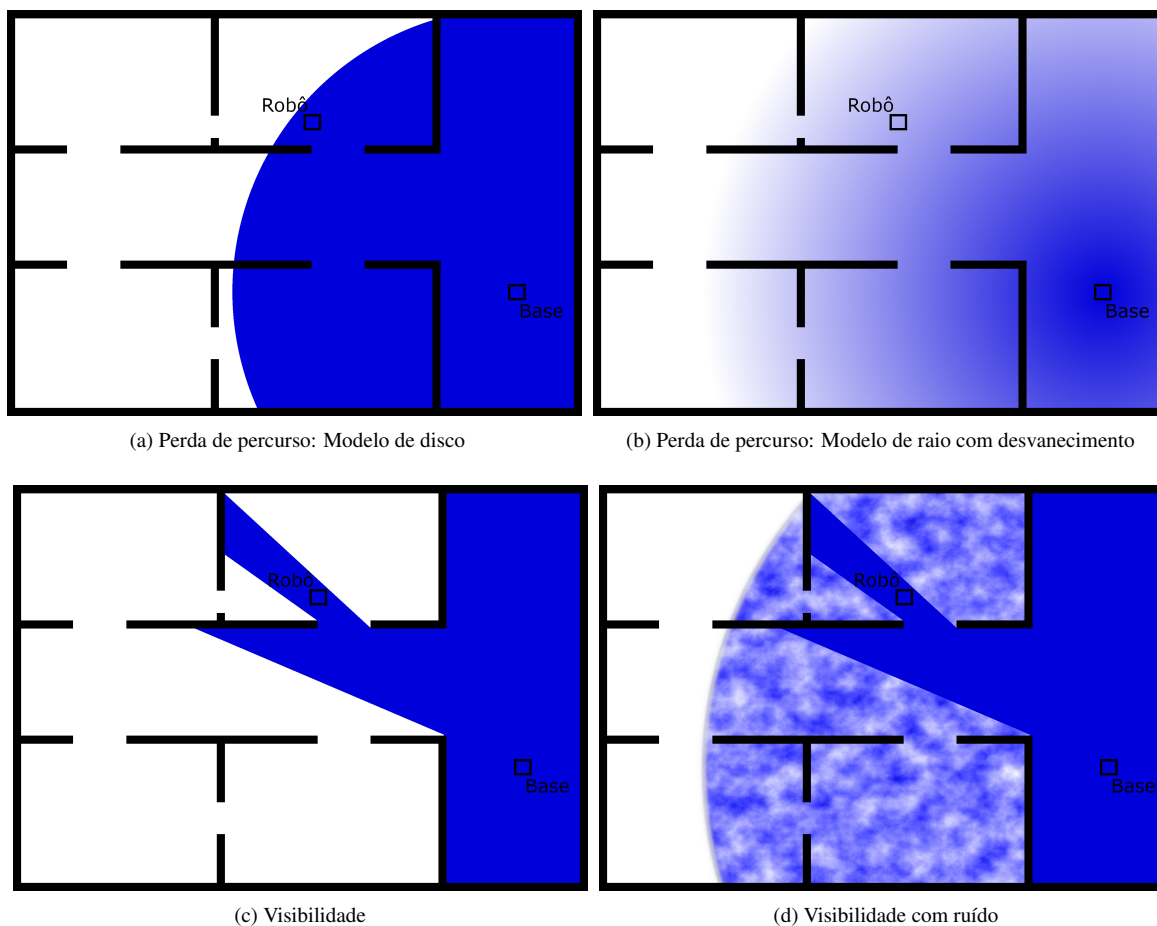 Robô
Base
Robô
Base
(a) Perda de percurso: Modelo de disco
(b) Perda de percurso: Modelo de raio com desvanecimento
Robô
Base
Robô
Base
(c) Visibilidade
(d) Visibilidade com ruído